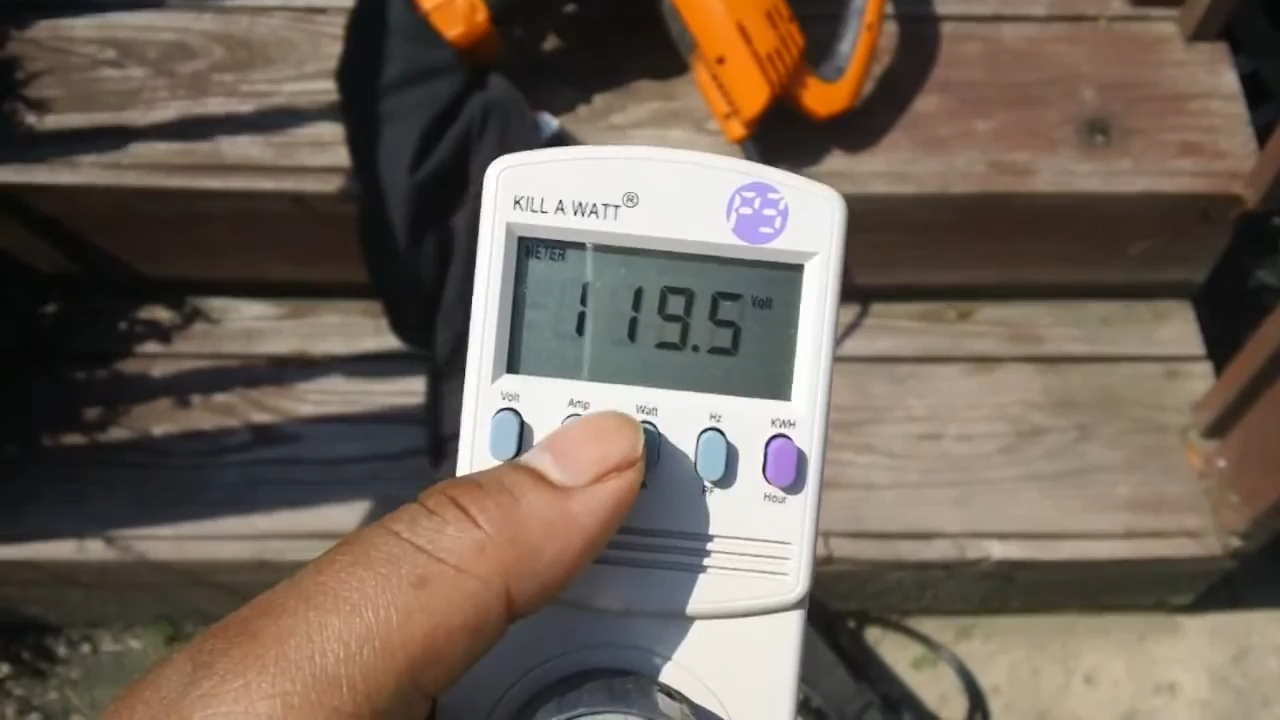 KILL A WATT®
METER
119.5 Volt
Volt Amp Watt Hz KWH
PF Hour